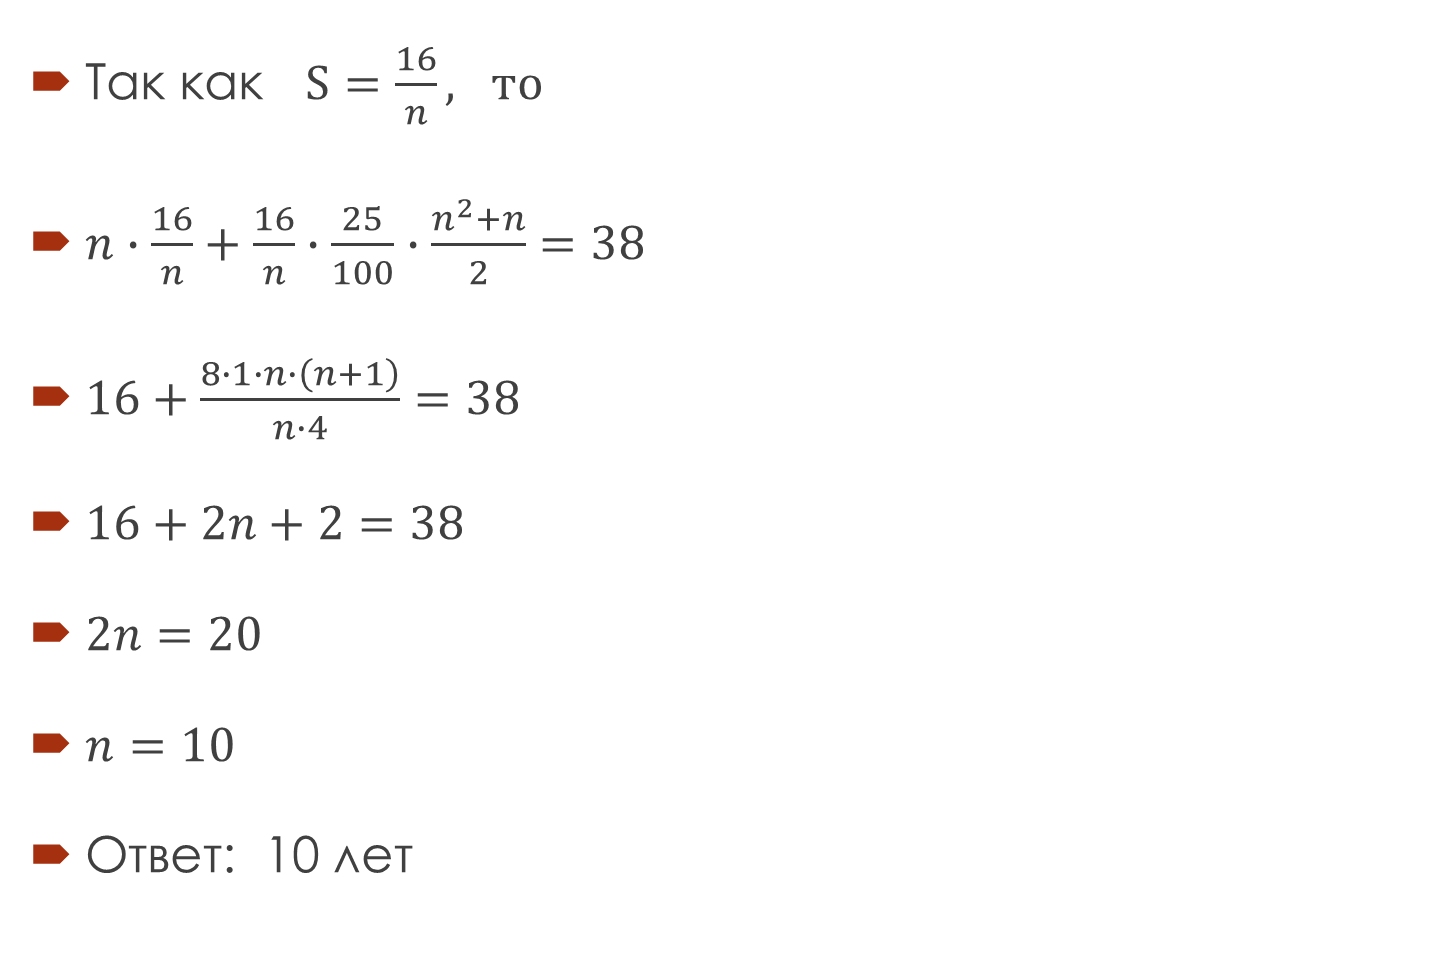 Так как S = 16/n, то
n · 16/n + 16/n · 25/100 · (n²+n)/2 = 38
16 + (8·1·n·(n+1))/(n·4) = 38
16 + 2n + 2 = 38
2n = 20
n = 10
Ответ: 10 лет